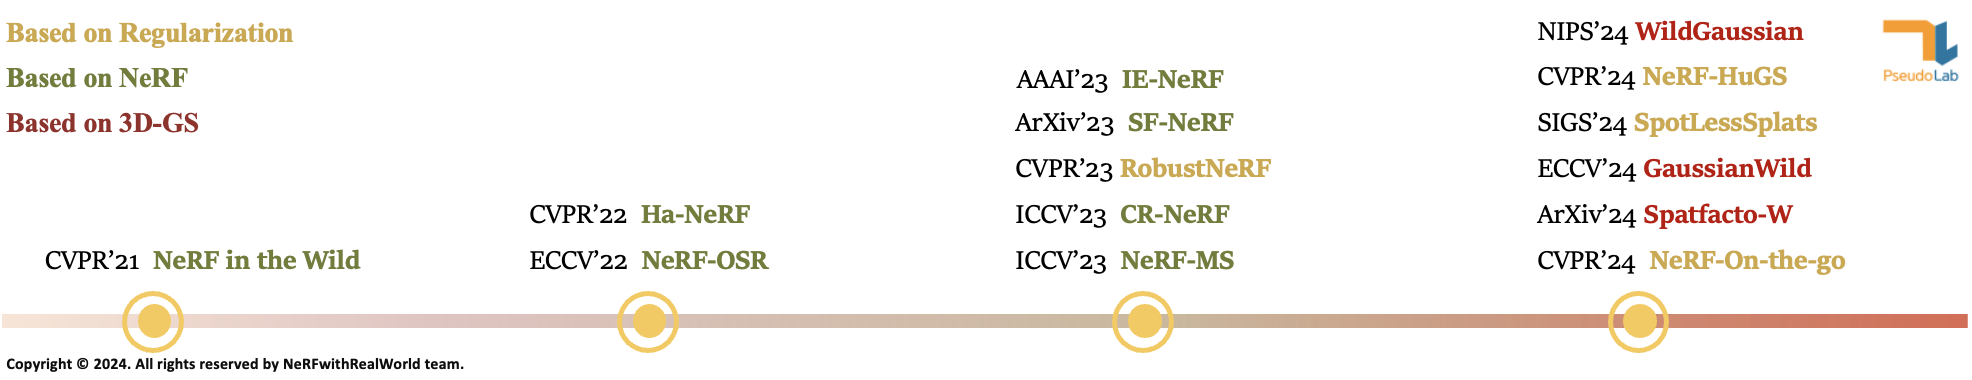 Based on Regularization
Based on NeRF
Based on 3D-GS
CVPR’21 NeRF in the Wild
CVPR’22 Ha-NeRF
ECCV’22 NeRF-OSR
AAAI’23 IE-NeRF
ArXiv’23 SF-NeRF
CVPR’23 RobustNeRF
ICCV’23 CR-NeRF
ICCV’23 NeRF-MS
NIPS’24 WildGaussian
CVPR’24 NeRF-HuGS
SIGS’24 SpotLessSplats
ECCV’24 GaussianWild
ArXiv’24 Spatfacto-W
CVPR’24 NeRF-On-the-go
PseudoLab
Copyright © 2024. All rights reserved by NeRFwithRealWorld team.